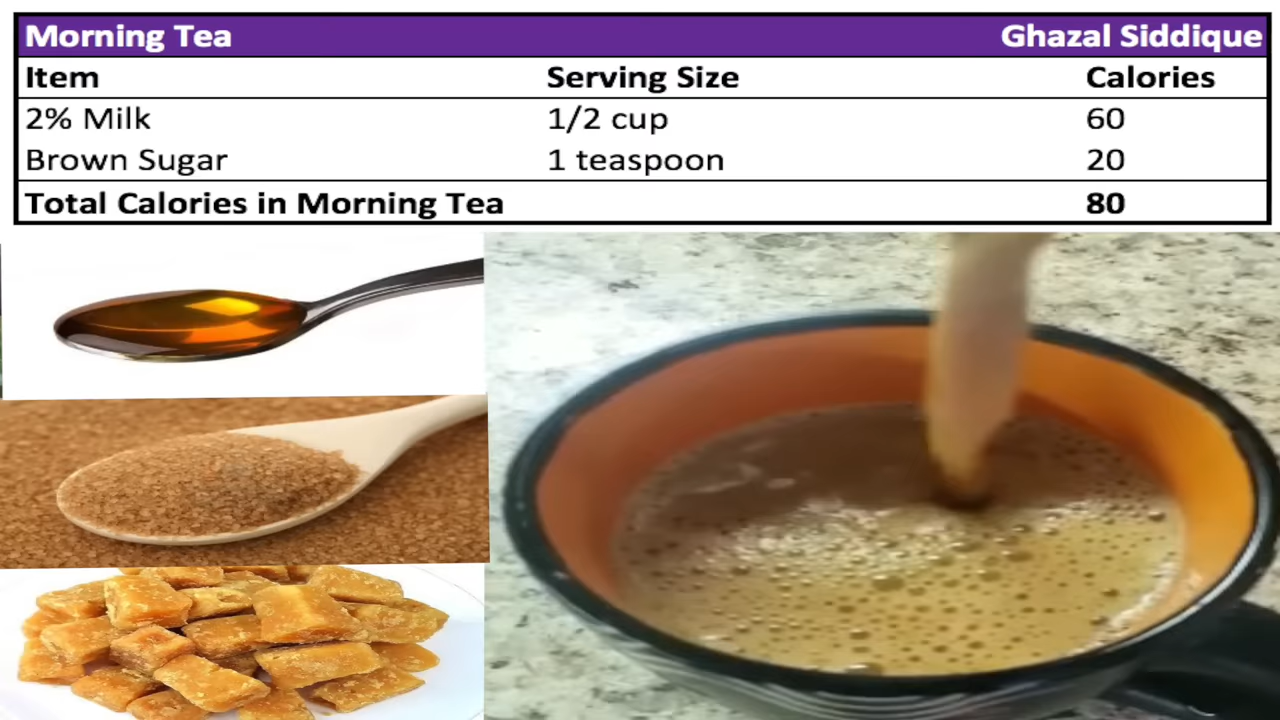 Morning Tea Ghazal Siddique
Item Serving Size Calories
2% Milk 1/2 cup 60
Brown Sugar 1 teaspoon 20
Total Calories in Morning Tea 80